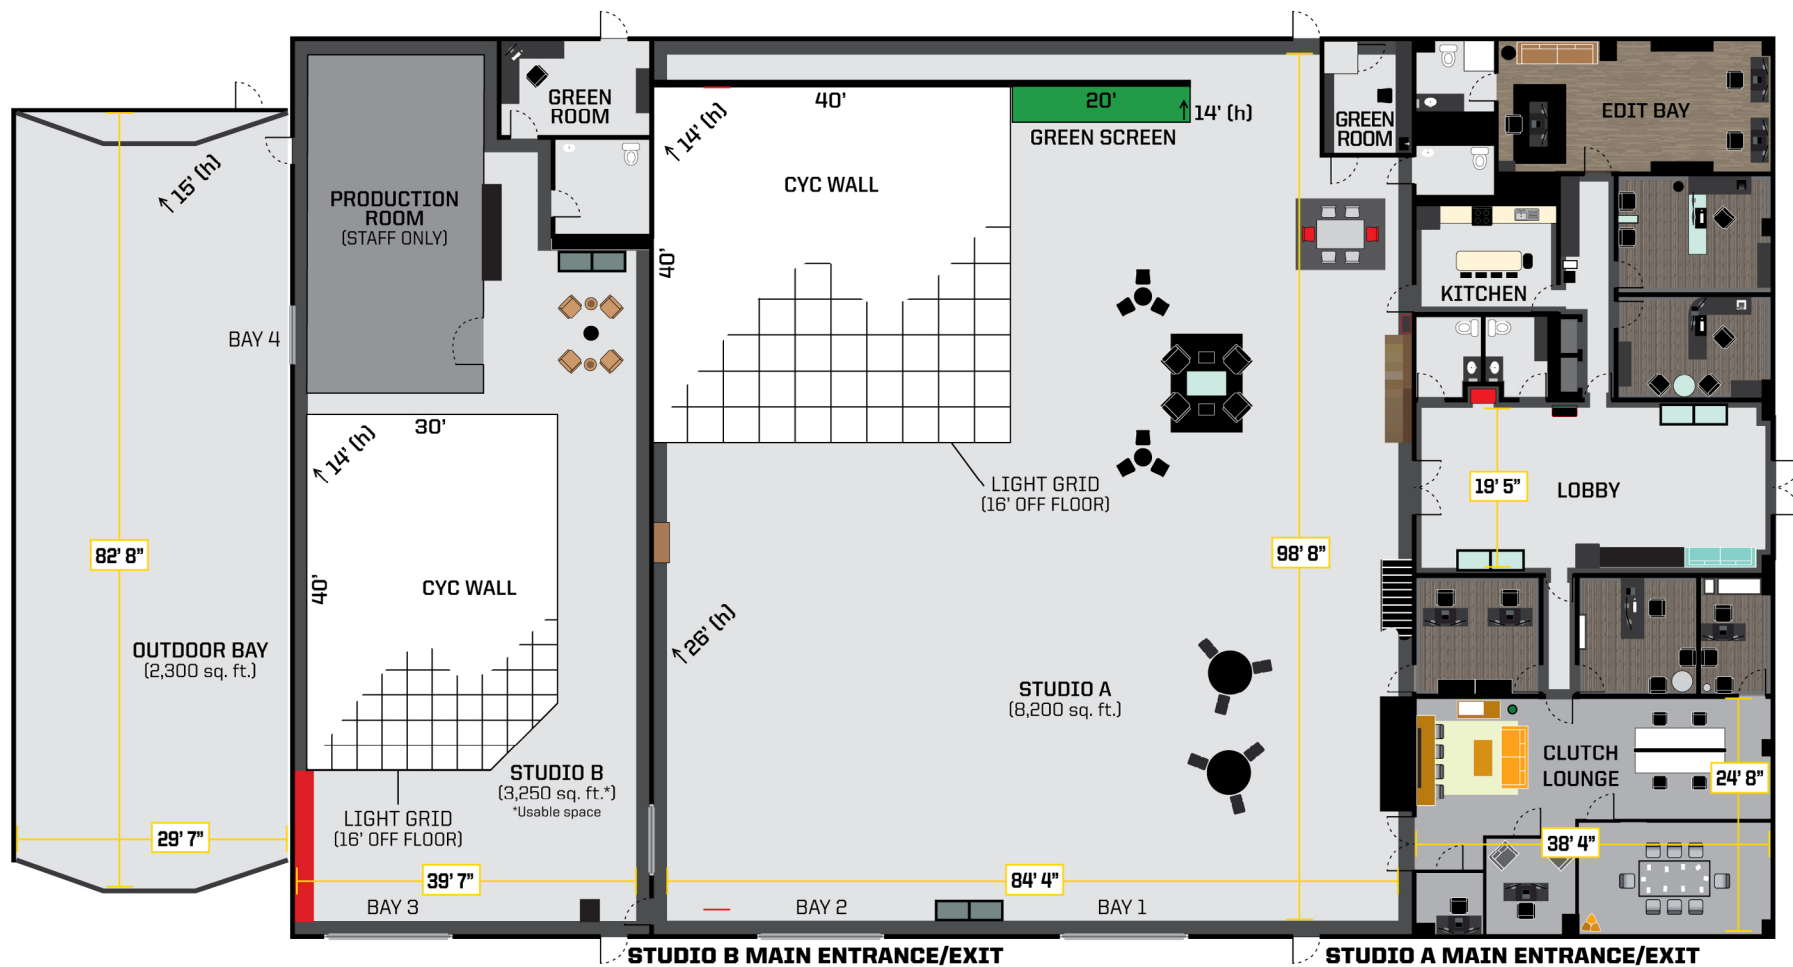 GREEN
ROOM
40’
20’
14’ (h)
14’ (h)
GREEN SCREEN
GREEN
ROOM
EDIT BAY
15’ (h)
CYC WALL
PRODUCTION
ROOM
(STAFF ONLY)
40’
KITCHEN
BAY 4
30’
14’ (h)
LIGHT GRID
(16’ OFF FLOOR)
19’ 5”
LOBBY
82’ 8”
98’ 8”
40’
CYC WALL
26’ (h)
OUTDOOR BAY
(2,300 sq. ft.)
STUDIO A
(8,200 sq. ft.)
CLUTCH
LOUNGE
24’ 8”
STUDIO B
(3,250 sq. ft.*)
*Usable space
LIGHT GRID
(16’ OFF FLOOR)
29’ 7”
38’ 4”
39’ 7”
84’ 4”
BAY 3
BAY 2
BAY 1
STUDIO B MAIN ENTRANCE/EXIT
STUDIO A MAIN ENTRANCE/EXIT